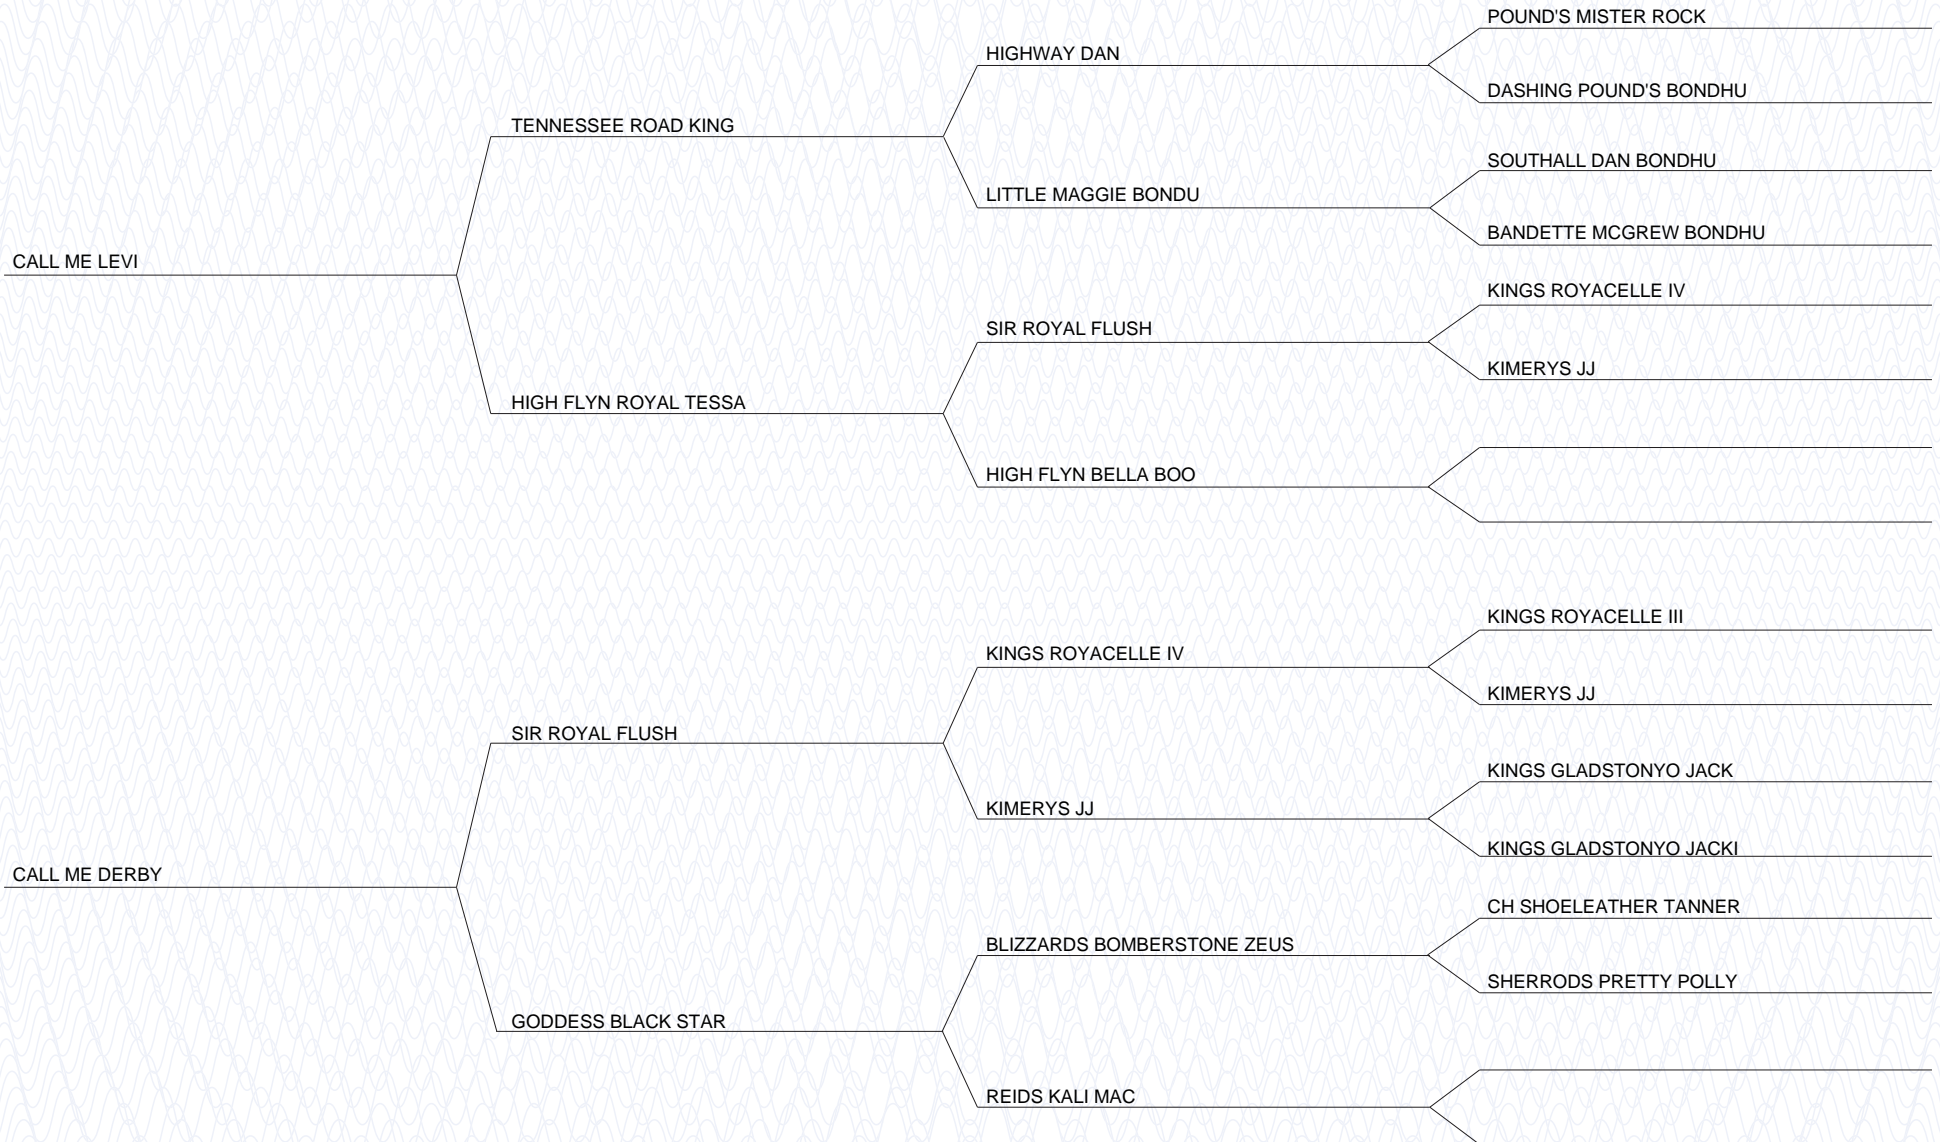 POUND'S MISTER ROCK
HIGHWAY DAN
DASHING POUND'S BONDHU
TENNESSEE ROAD KING
SOUTHALL DAN BONDHU
LITTLE MAGGIE BONDU
BANDETTE MCGREW BONDHU
CALL ME LEVI
KINGS ROYACELLE IV
SIR ROYAL FLUSH
KIMERYS JJ
HIGH FLYN ROYAL TESSA
HIGH FLYN BELLA BOO
KINGS ROYACELLE III
KINGS ROYACELLE IV
KIMERYS JJ
SIR ROYAL FLUSH
KINGS GLADSTONYO JACK
KIMERYS JJ
KINGS GLADSTONYO JACKI
CALL ME DERBY
CH SHOELEATHER TANNER
BLIZZARDS BOMBERSTONE ZEUS
SHERRODS PRETTY POLLY
GODDESS BLACK STAR
REIDS KALI MAC